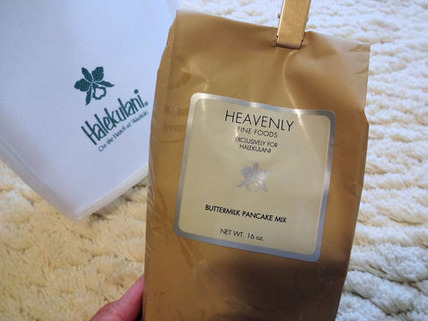 Halekulani®
On the Beach at Waikiki
HEAVENLY
FINE FOODS
EXCLUSIVELY FOR
HALEKULANI
BUTTERMILK PANCAKE MIX
NET WT. 16 oz.